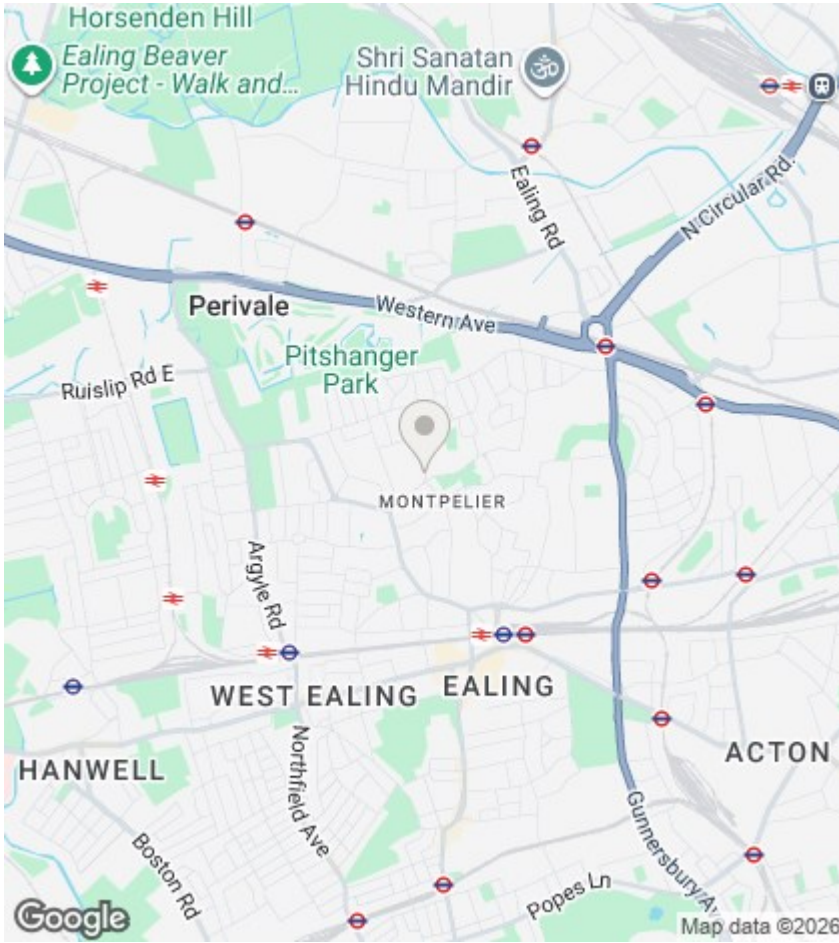 Horsenden Hill
Ealing Beaver
Project - Walk and...
Shri Sanatan
Hindu Mandir
Ealing Rd
N Circular Rd.
Perivale
Western Ave
Pitshanger
Park
Ruislip Rd E
MONTPELIER
Argyle Rd
WEST EALING
EALING
HANWELL
ACTON
Northfield Ave
Boston Rd
Gunnersbury Av
Popes Ln
Google
Map data ©2026